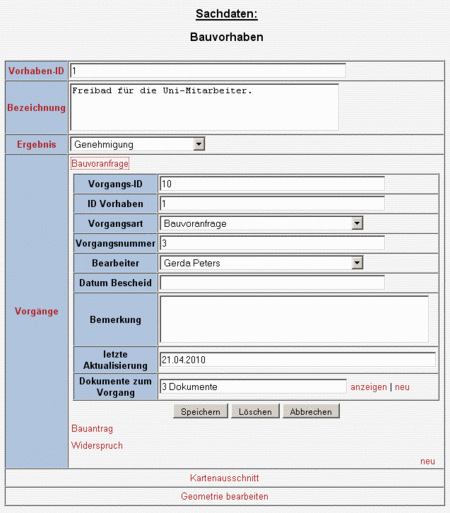 Sachdaten:
Bauvorhaben
Vorhaben-ID 1
Bezeichnung Freibad für die Uni-Mitarbeiter.
Ergebnis Genehmigung
Vorgänge
Bauvoranfrage
Vorgangs-ID 10
ID Vorhaben 1
Vorgangsart Bauvoranfrage
Vorgangsnummer 3
Bearbeiter Gerda Peters
Datum Bescheid
Bemerkung
letzte
Aktualisierung 21.04.2010
Dokumente zum
Vorgang 3 Dokumente anzeigen | neu
Speichern Löschen Abbrechen
Bauantrag
Widerspruch
neu
Kartenausschnitt
Geometrie bearbeiten